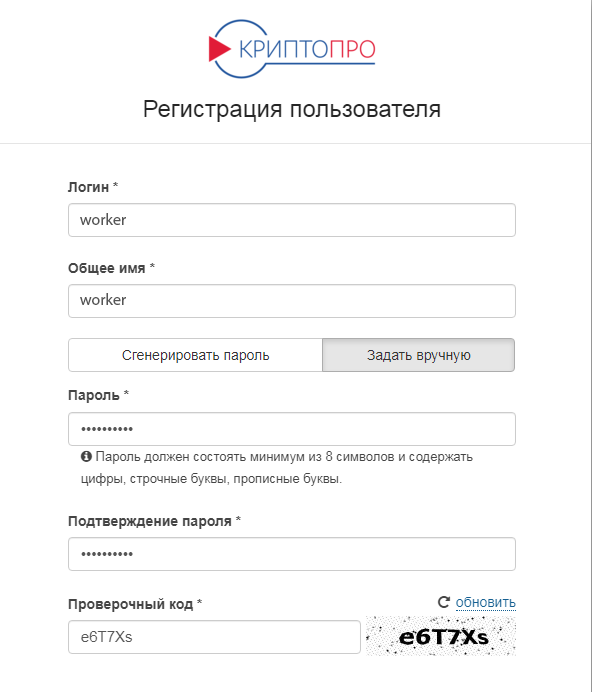 КРИПТОПРО
Регистрация пользователя
Логин *
worker
Общее имя *
worker
Сгенерировать пароль
Задать вручную
Пароль *
••••••••••
Пароль должен состоять минимум из 8 символов и содержать
цифры, строчные буквы, прописные буквы.
Подтверждение пароля *
••••••••••
Проверочный код *
обновить
e6T7Xs
e6T7Xs